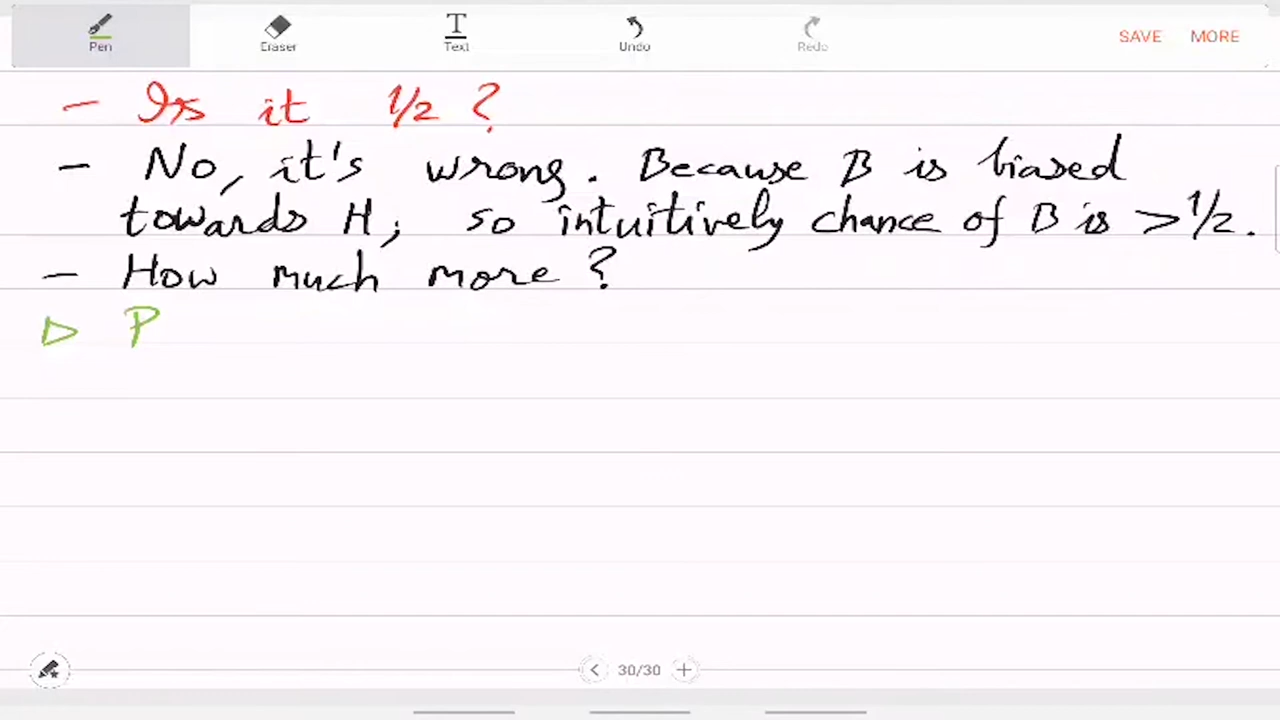 Pen Eraser Text Undo Redo SAVE MORE
- Is it 1/2 ?
- No, it's wrong. Because B is biased
towards H; so intuitively chance of B is > 1/2.
- How much more ?
▷ P
30/30